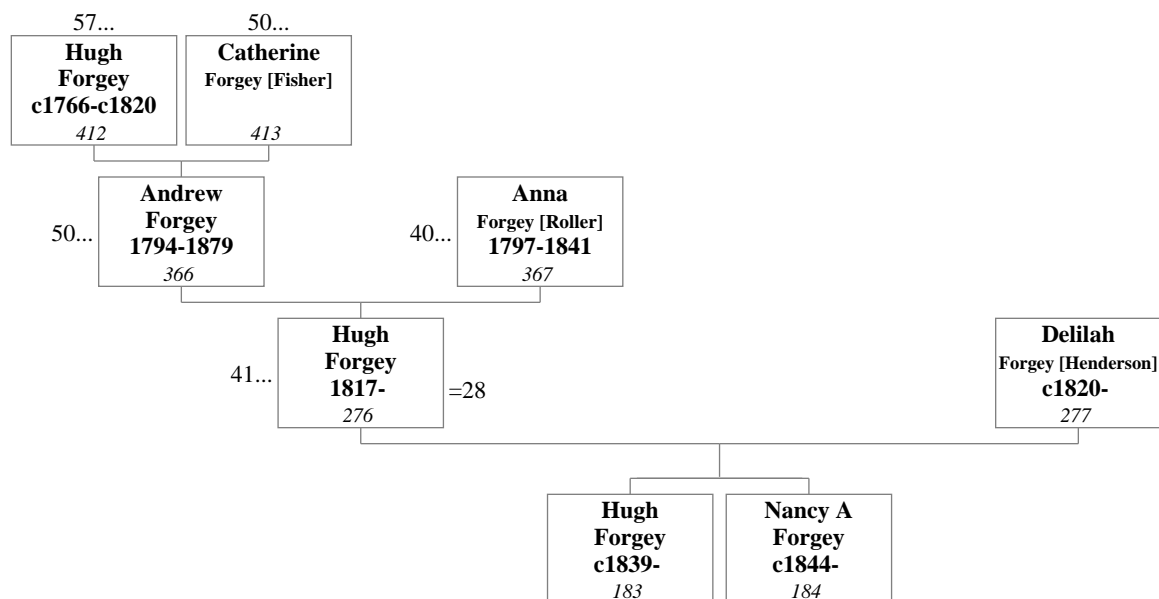 57...
50...
Hugh
Forgey
c1766-c1820
412
Catherine
Forgey [Fisher]
413
50...
Andrew
Forgey
1794-1879
366
40...
Anna
Forgey [Roller]
1797-1841
367
41...
Hugh
Forgey
1817-
276
=28
Delilah
Forgey [Henderson]
c1820-
277
Hugh
Forgey
c1839-
183
Nancy A
Forgey
c1844-
184